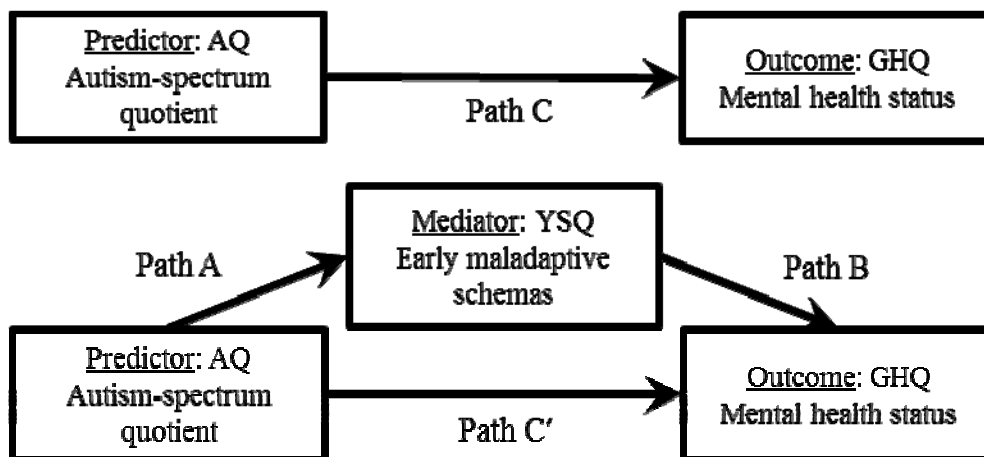 Predictor: AQ
Autism-spectrum
quotient
Path C
Outcome: GHQ
Mental health status
Mediator: YSQ
Early maladaptive
schemas
Path A
Path B
Predictor: AQ
Autism-spectrum
quotient
Path C′
Outcome: GHQ
Mental health status